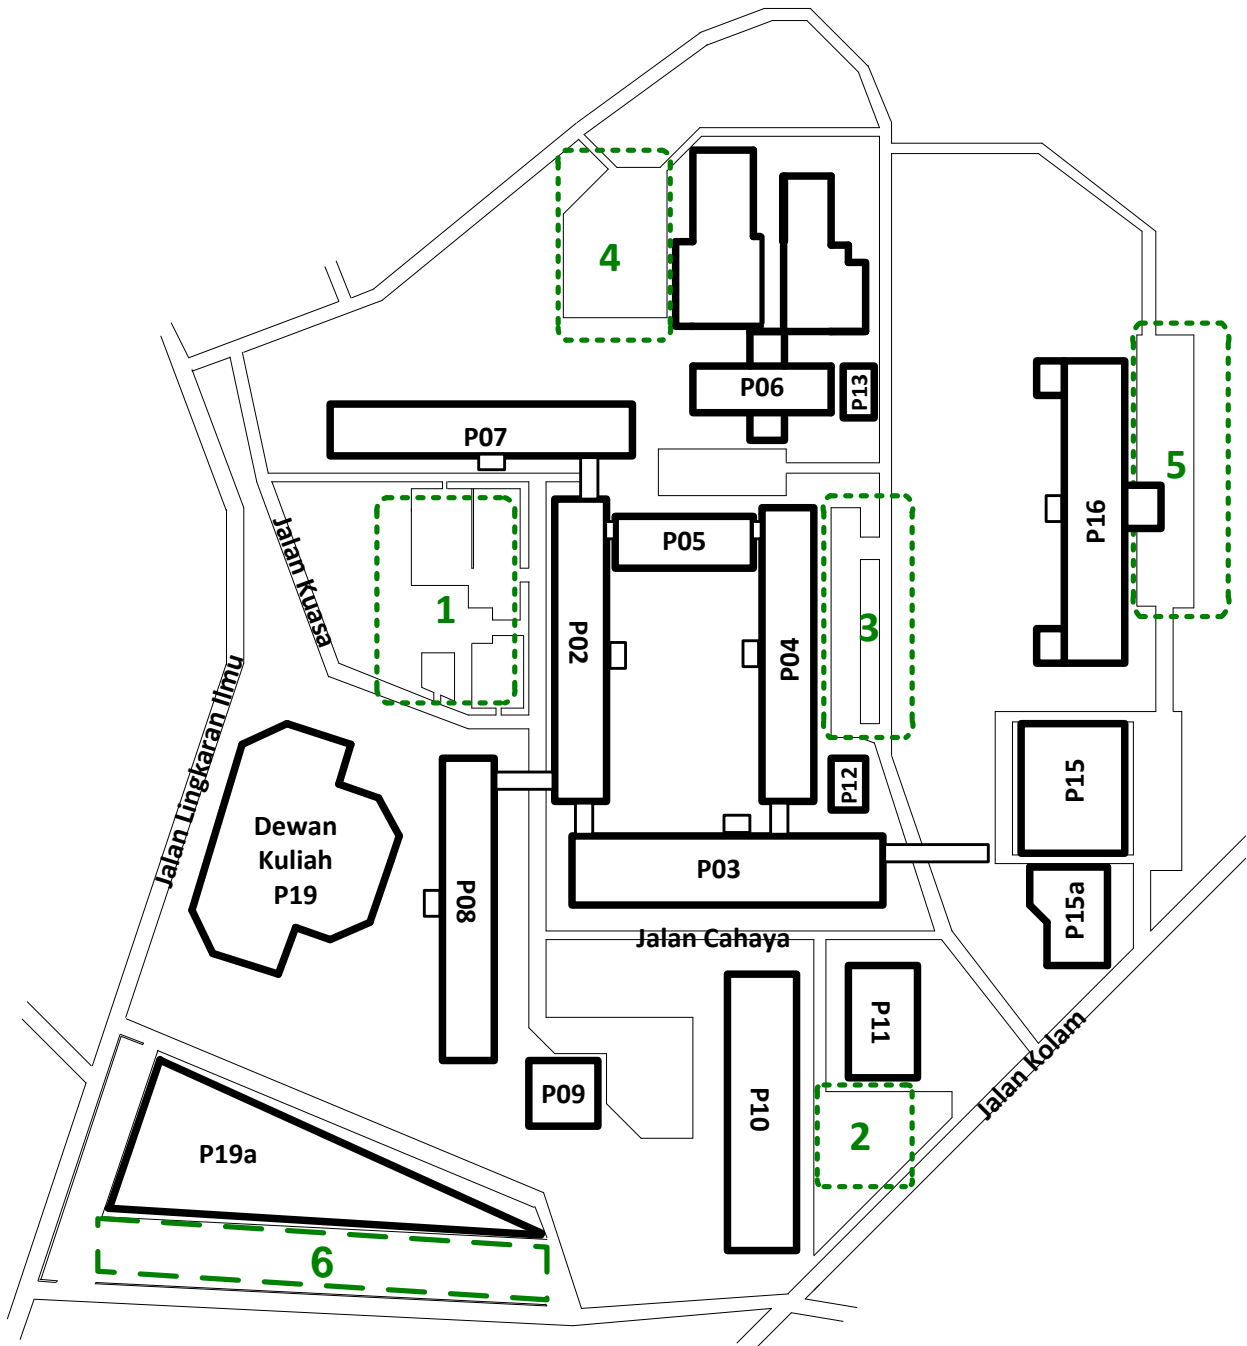 4
P06
P13
P07
5
P16
P05
Jalan Kuasa
1
P02
3
P04
Jalan Lingkaran Ilmu
P12
P15
Dewan
Kuliah
P19
P03
P08
P15a
Jalan Cahaya
P11
Jalan Kolam
P09
P10
2
P19a
6